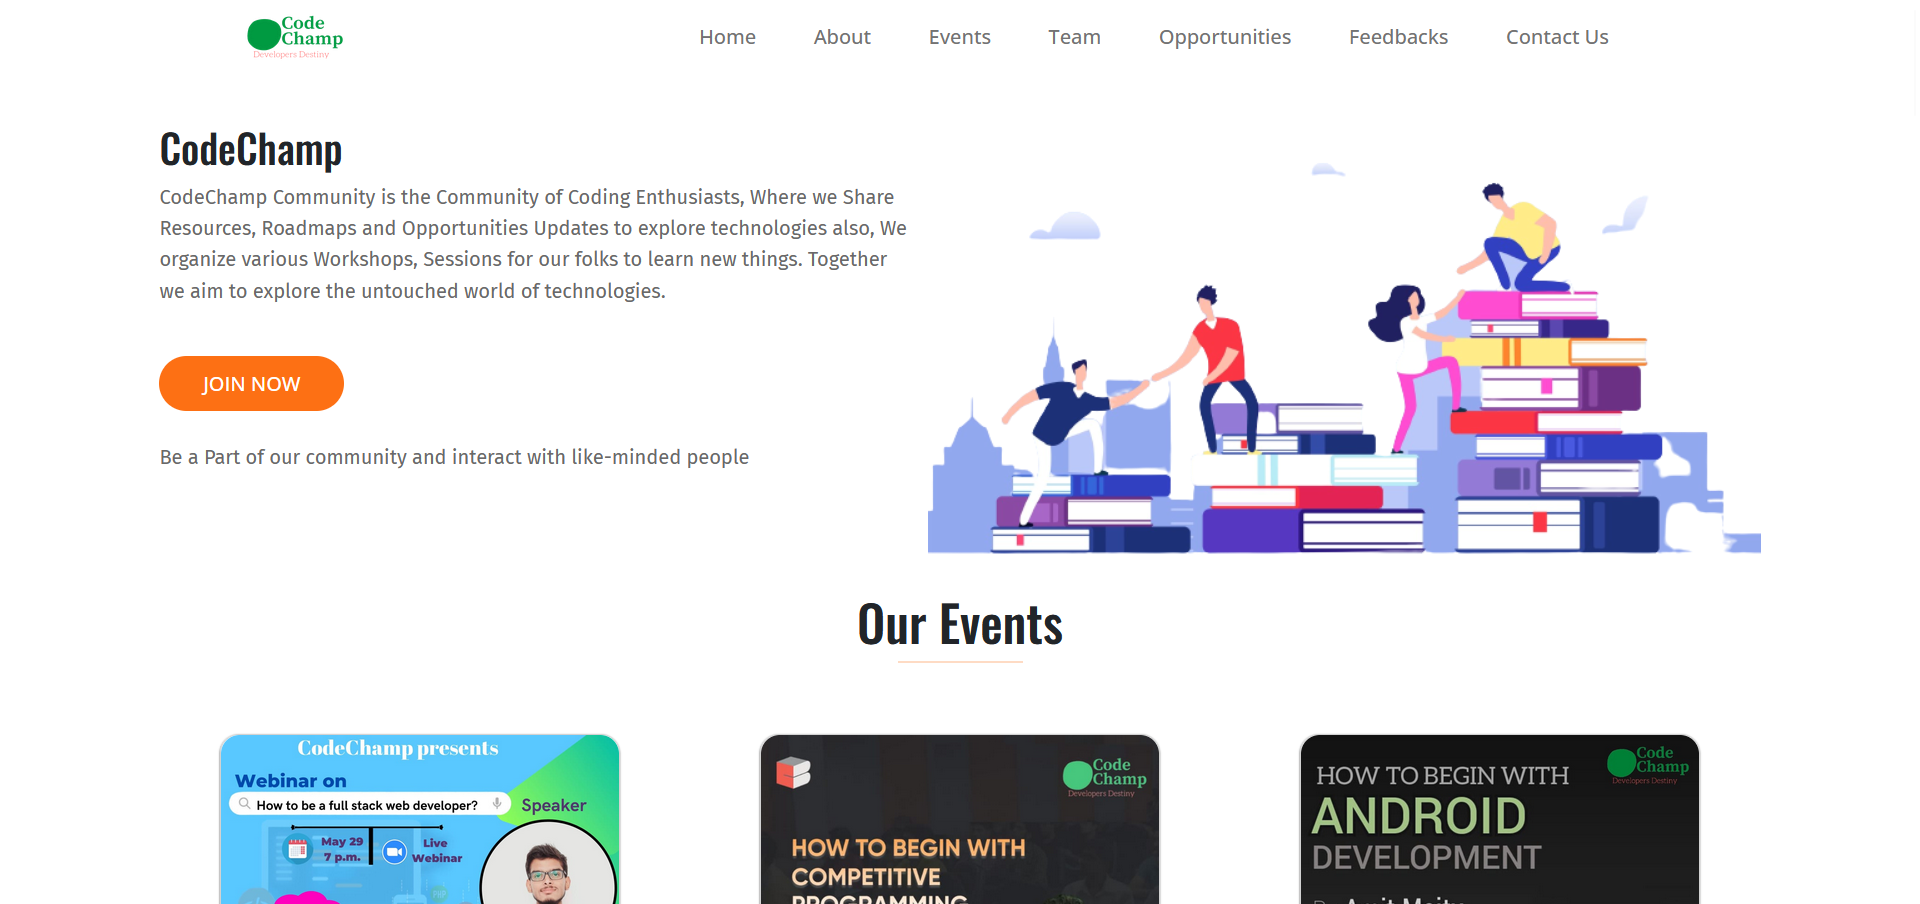 Code
Champ
Developers Destiny
Home
About
Events
Team
Opportunities
Feedbacks
Contact Us
CodeChamp
CodeChamp Community is the Community of Coding Enthusiasts, Where we Share
Resources, Roadmaps and Opportunities Updates to explore technologies also, We
organize various Workshops, Sessions for our folks to learn new things. Together
we aim to explore the untouched world of technologies.
JOIN NOW
Be a Part of our community and interact with like-minded people
Our Events
CodeChamp presents
Webinar on
How to be a full stack web developer?
Speaker
May 29
7 p.m.
Live
Webinar
Code
Champ
Developers Destiny
HOW TO BEGIN WITH
COMPETITIVE
PROGRAMMING
Code
Champ
Developers Destiny
HOW TO BEGIN WITH
ANDROID
DEVELOPMENT